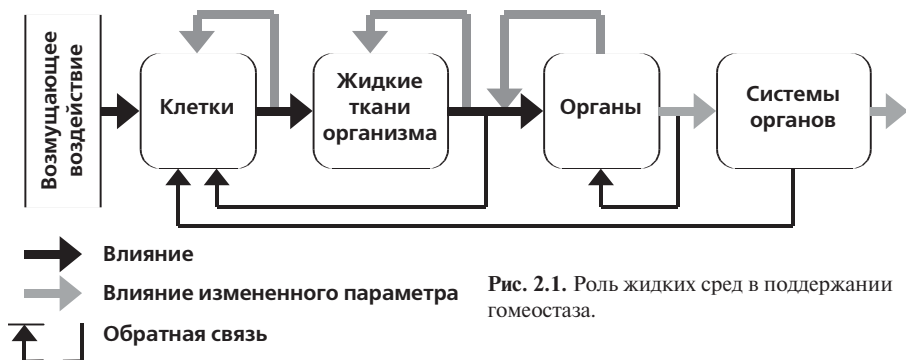 Возмущающее
воздействие
Клетки
Жидкие
ткани
организма
Органы
Системы
органов
Влияние
Влияние измененного параметра
Обратная связь
Рис. 2.1. Роль жидких сред в поддержании
гомеостаза.